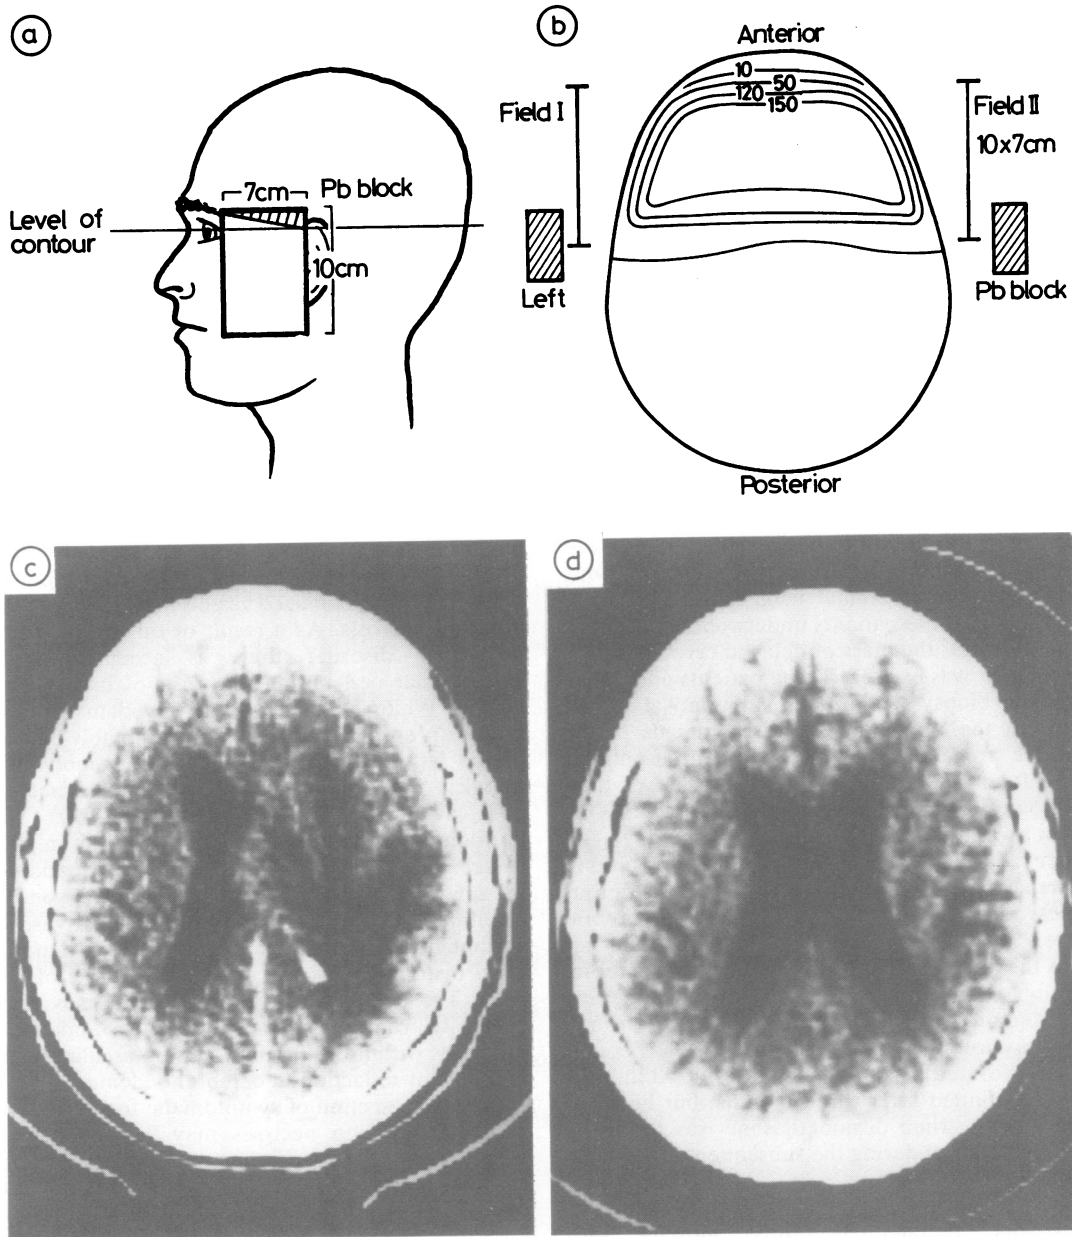 a
7cm
Pb block
Level of
contour
10cm
b
Anterior
10
50
120
150
Field I
Field II
10x7cm
Left
Pb block
Posterior
c
d